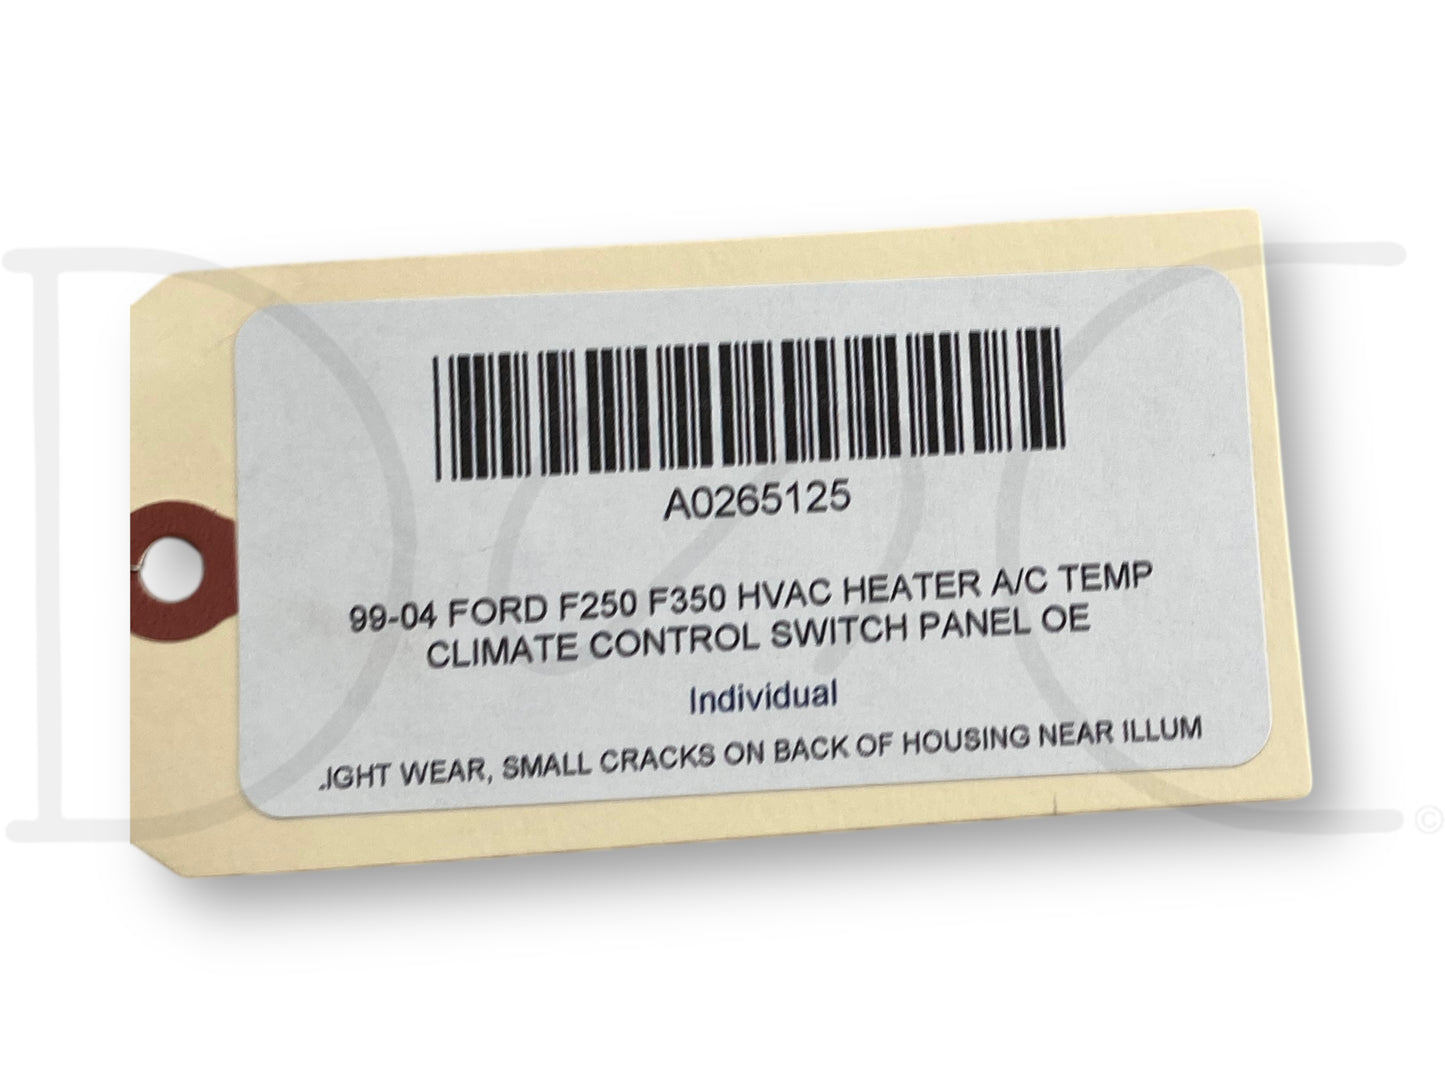 A0265125
99-04 FORD F250 F350 HVAC HEATER A/C TEMP
CLIMATE CONTROL SWITCH PANEL OE
Individual
.IGHT WEAR, SMALL CRACKS ON BACK OF HOUSING NEAR ILLUM
D2C
©